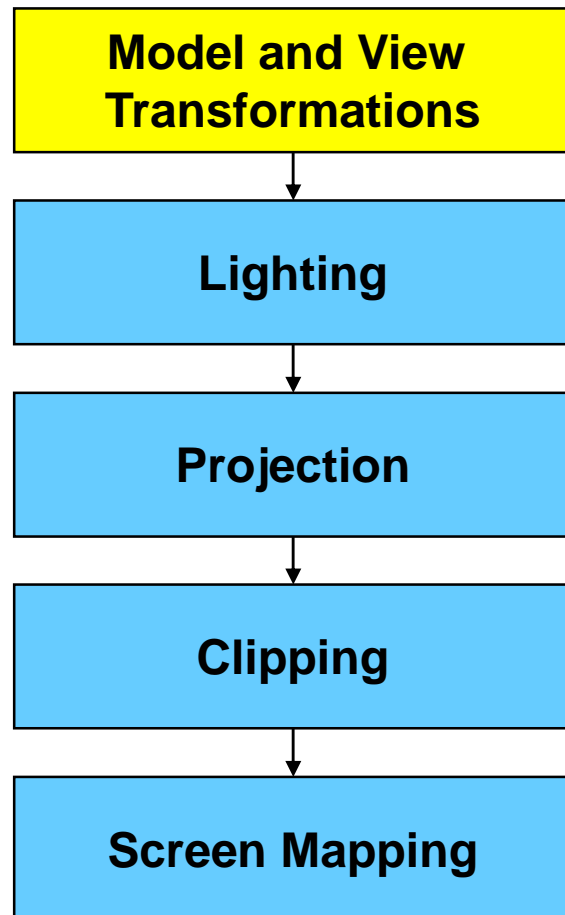 Model and View
Transformations
Lighting
Projection
Clipping
Screen Mapping